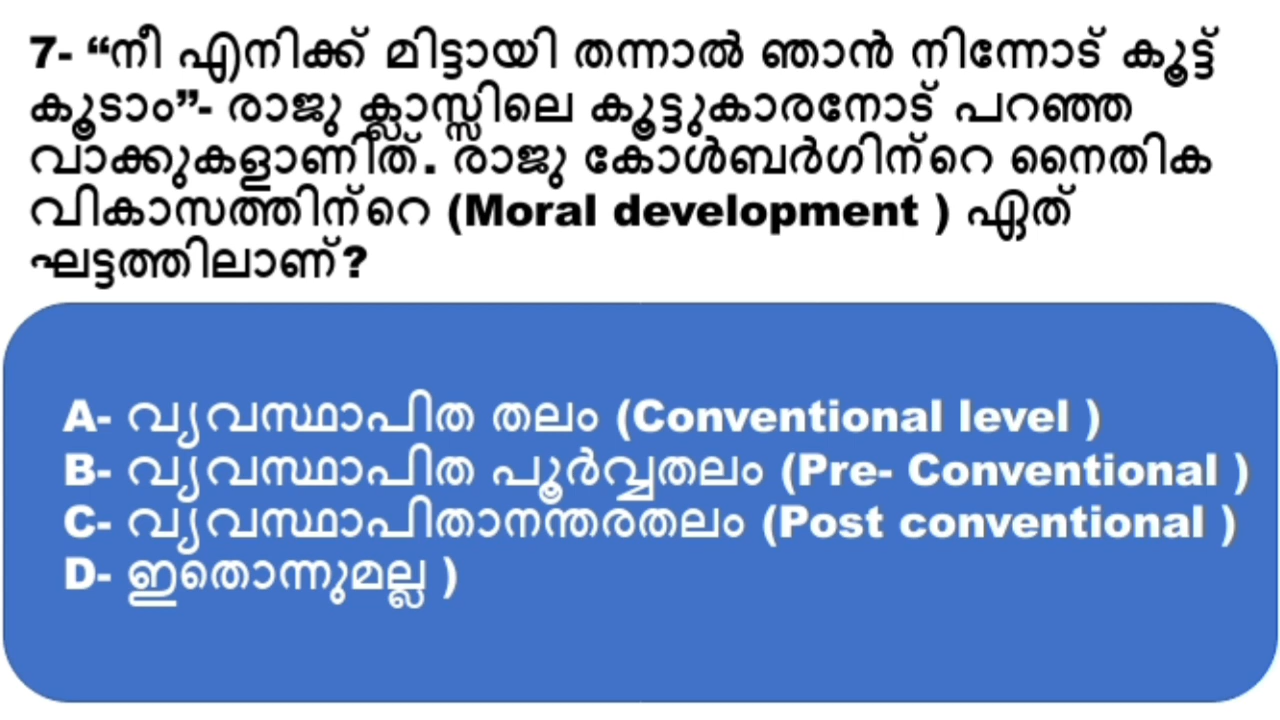 7- “നീ എനിക്ക് മിട്ടായി തന്നാൽ ഞാൻ നിന്നോട് കൂട്ട്
കൂടാം”- രാജു ക്ലാസ്സിലെ കൂട്ടുകാരനോട് പറഞ്ഞ
വാക്കുകളാണിത്. രാജു കോൾബർഗിന്റെ നൈതിക
വികാസത്തിന്റെ (Moral development ) ഏത്
ഘട്ടത്തിലാണ്?
A- വ്യവസ്ഥാപിത തലം (Conventional level )
B- വ്യവസ്ഥാപിത പൂർവ്വതലം (Pre- Conventional )
C- വ്യവസ്ഥാപിതാനന്തരതലം (Post conventional )
D- ഇതൊന്നുമല്ല )